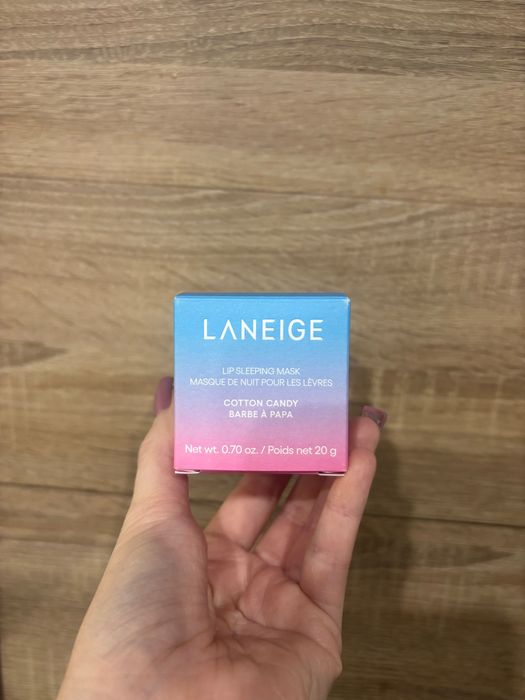 LANEIGE
LIP SLEEPING MASK
MASQUE DE NUIT POUR LES LÈVRES
COTTON CANDY
BARBE À PAPA
Net wt. 0.70 oz. / Poids net 20 g